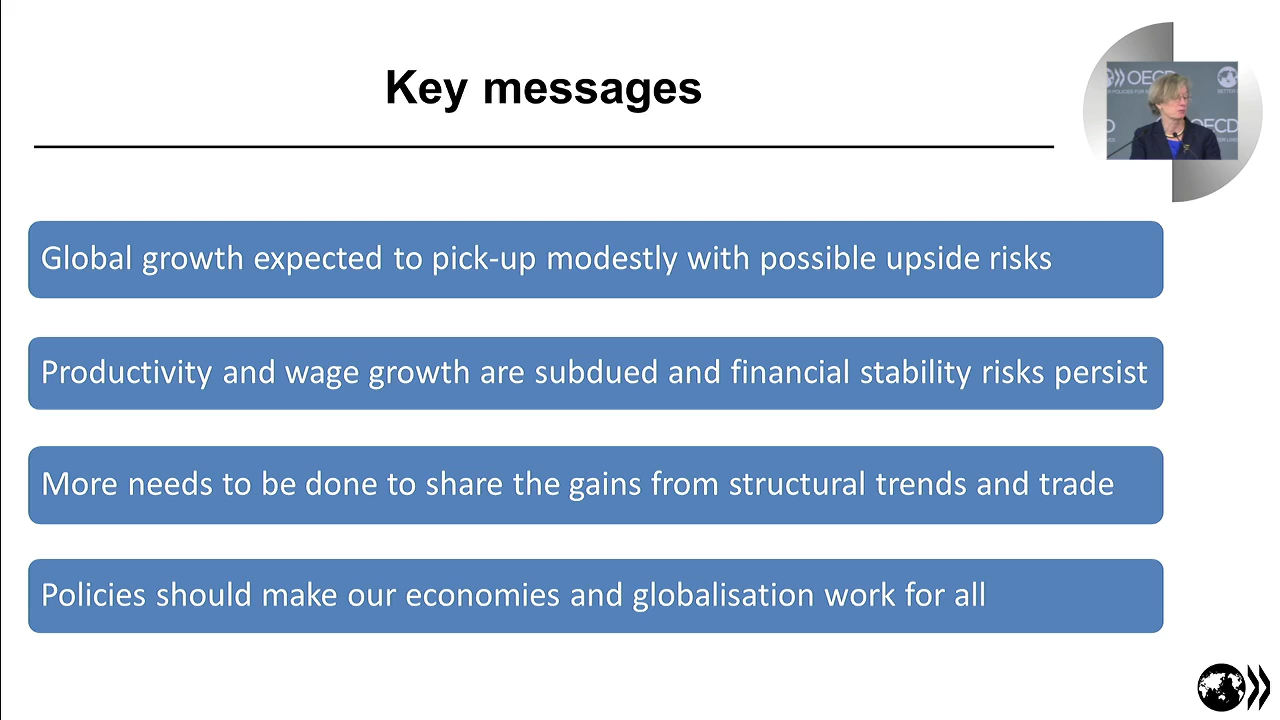 Key messages
OECD
OECD
Global growth expected to pick-up modestly with possible upside risks
Productivity and wage growth are subdued and financial stability risks persist
More needs to be done to share the gains from structural trends and trade
Policies should make our economies and globalisation work for all